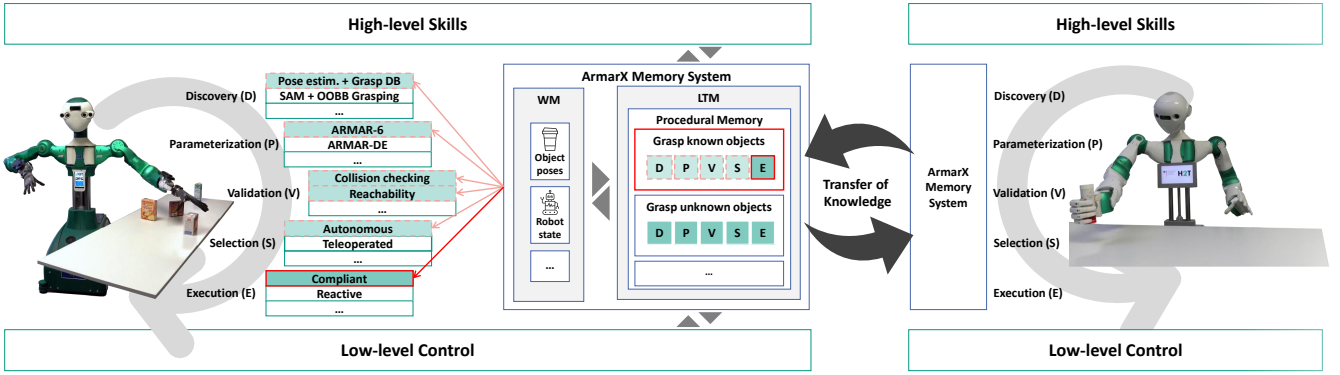 High-level Skills
Discovery (D)
Pose estim. + Grasp DB
SAM + OOBB Grasping
...
Parameterization (P)
ARMAR-6
ARMAR-DE
...
Validation (V)
Collision checking
Reachability
...
Selection (S)
Autonomous
Teleoperated
...
Execution (E)
Compliant
Reactive
...
ArmarX Memory System
WM
Object
poses
Robot
state
...
LTM
Procedural Memory
Grasp known objects
D P V S E
Grasp unknown objects
D P V S E
...
Low-level Control
Transfer of
Knowledge
High-level Skills
ArmarX
Memory
System
Discovery (D)
Parameterization (P)
Validation (V)
Selection (S)
Execution (E)
H2T
Low-level Control